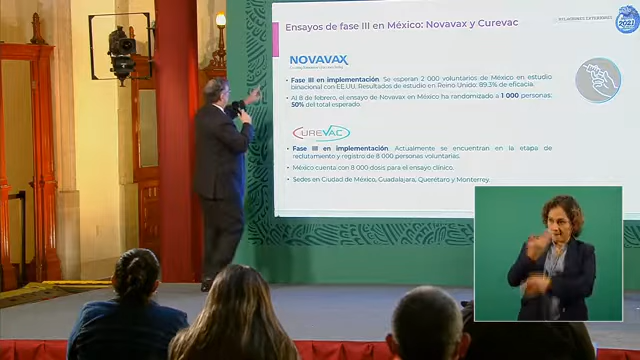 Ensayos de fase III en México: Novavax y Curevac
RELACIONES EXTERIORES
2021
NOVAVAX
• Fase III en implementación. Se esperan 2 000 voluntarios de México en estudio
binacional con EE.UU. Resultados de estudio en Reino Unido: 89.3% de eficacia.
• Al 8 de febrero, el ensayo de Novavax en México ha randomizado a 1 000 personas:
50% del total esperado.
CUREVAC
• Fase III en implementación. Actualmente se encuentran en la etapa de
reclutamiento y registro de 8 000 personas voluntarias.
• México cuenta con 8 000 dosis para el ensayo clínico.
• Sedes en Ciudad de México, Guadalajara, Querétaro y Monterrey.